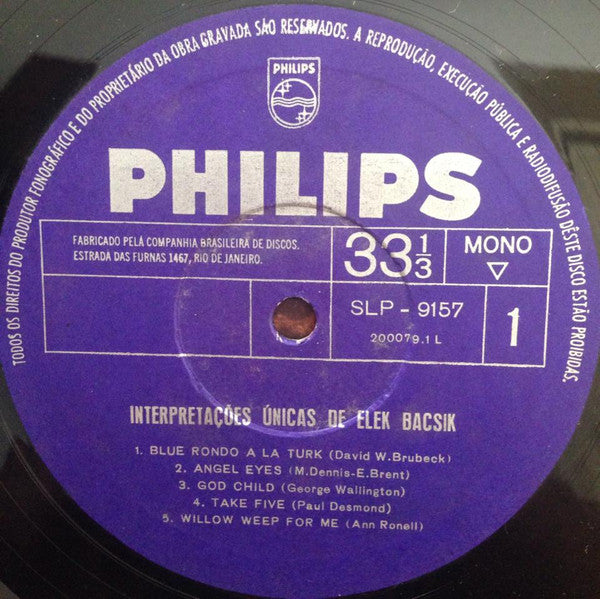 TODOS OS DIREITOS DO PRODUTOR FONOGRÁFICO E DO PROPRIETÁRIO DA OBRA GRAVADA SÃO RESERVADOS. A REPRODUÇÃO, EXECUÇÃO PÚBLICA E RADIODIFUSÃO DÊSTE DISCO ESTÃO PROIBIDAS.
PHILIPS
PHILIPS
FABRICADO PELÁ COMPANHIA BRASILEIRA DE DISCOS.
ESTRADA DAS FURNAS 1467, RIO DE JANEIRO.
33 1/3
MONO
SLP - 9157
200079.1 L
1
INTERPRETAÇÕES ÚNICAS DE ELEK BACSIK
1. BLUE RONDO A LA TURK (David W. Brubeck)
2. ANGEL EYES (M. Dennis-E. Brent)
3. GOD CHILD (George Wallington)
4. TAKE FIVE (Paul Desmond)
5. WILLOW WEEP FOR ME (Ann Ronell)